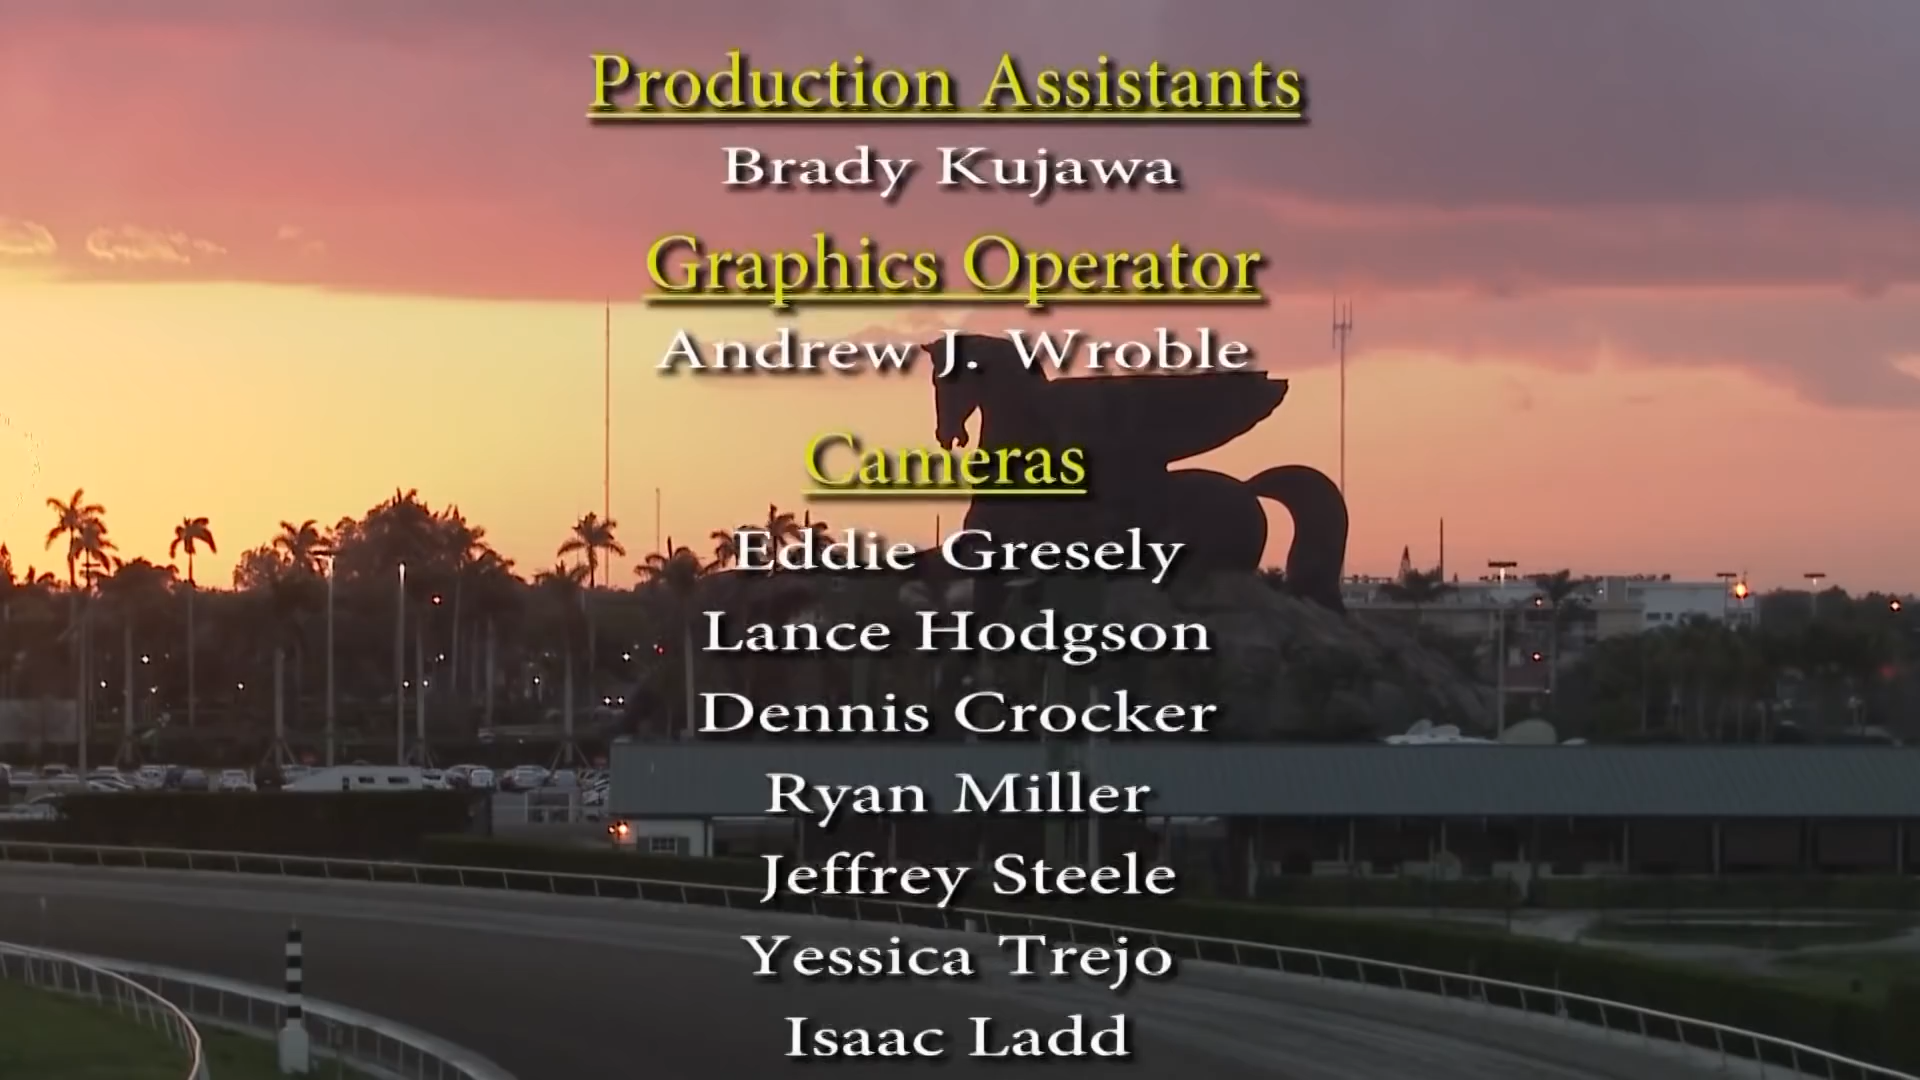 Production Assistants
Brady Kujawa
Graphics Operator
Andrew J. Wroble
Cameras
Eddie Gresely
Lance Hodgson
Dennis Crocker
Ryan Miller
Jeffrey Steele
Yessica Trejo
Isaac Ladd